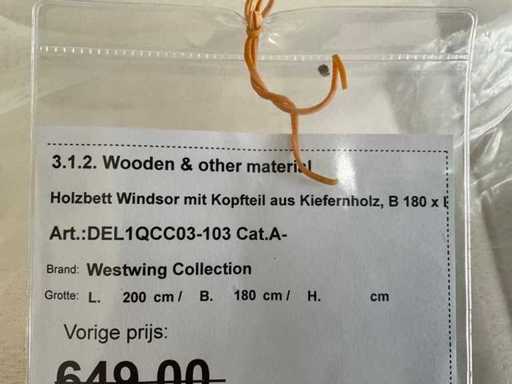 3.1.2. Wooden & other material
Holzbett Windsor mit Kopfteil aus Kiefernholz, B 180 x
Art.:DEL1QCC03-103 Cat.A-
Brand: Westwing Collection
Grotte: L. 200 cm / B. 180 cm / H. cm
Vorige prijs:
649,00